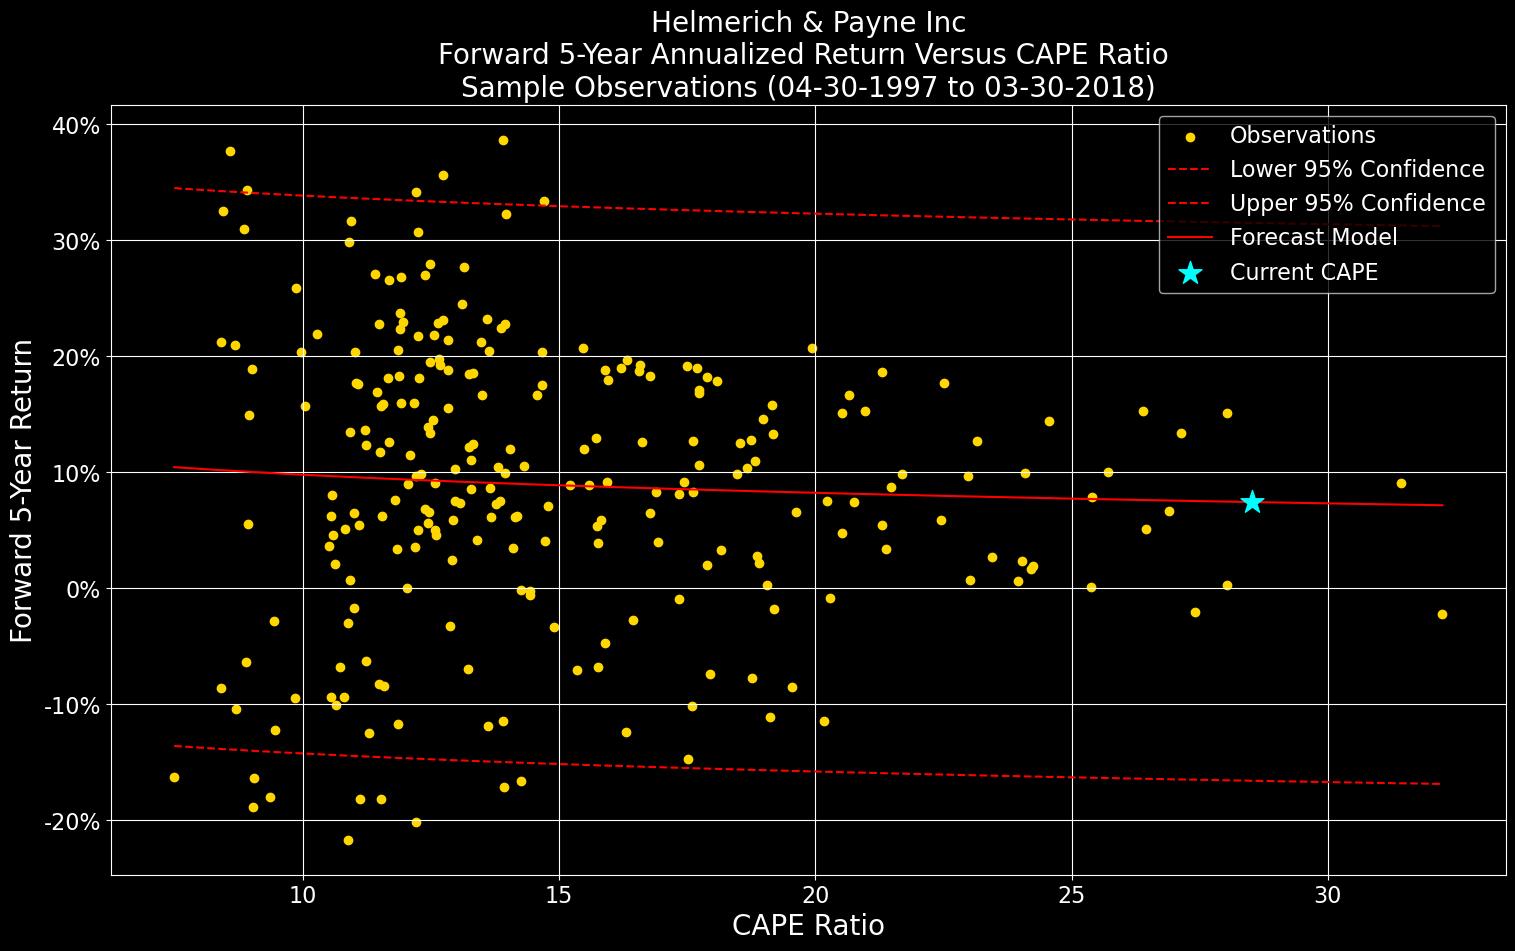 Helmerich & Payne Inc
Forward 5-Year Annualized Return Versus CAPE Ratio
Sample Observations (04-30-1997 to 03-30-2018)
Observations
Lower 95% Confidence
Upper 95% Confidence
Forecast Model
Current CAPE
Forward 5-Year Return
40%
30%
20%
10%
0%
-10%
-20%
10
15
20
25
30
CAPE Ratio